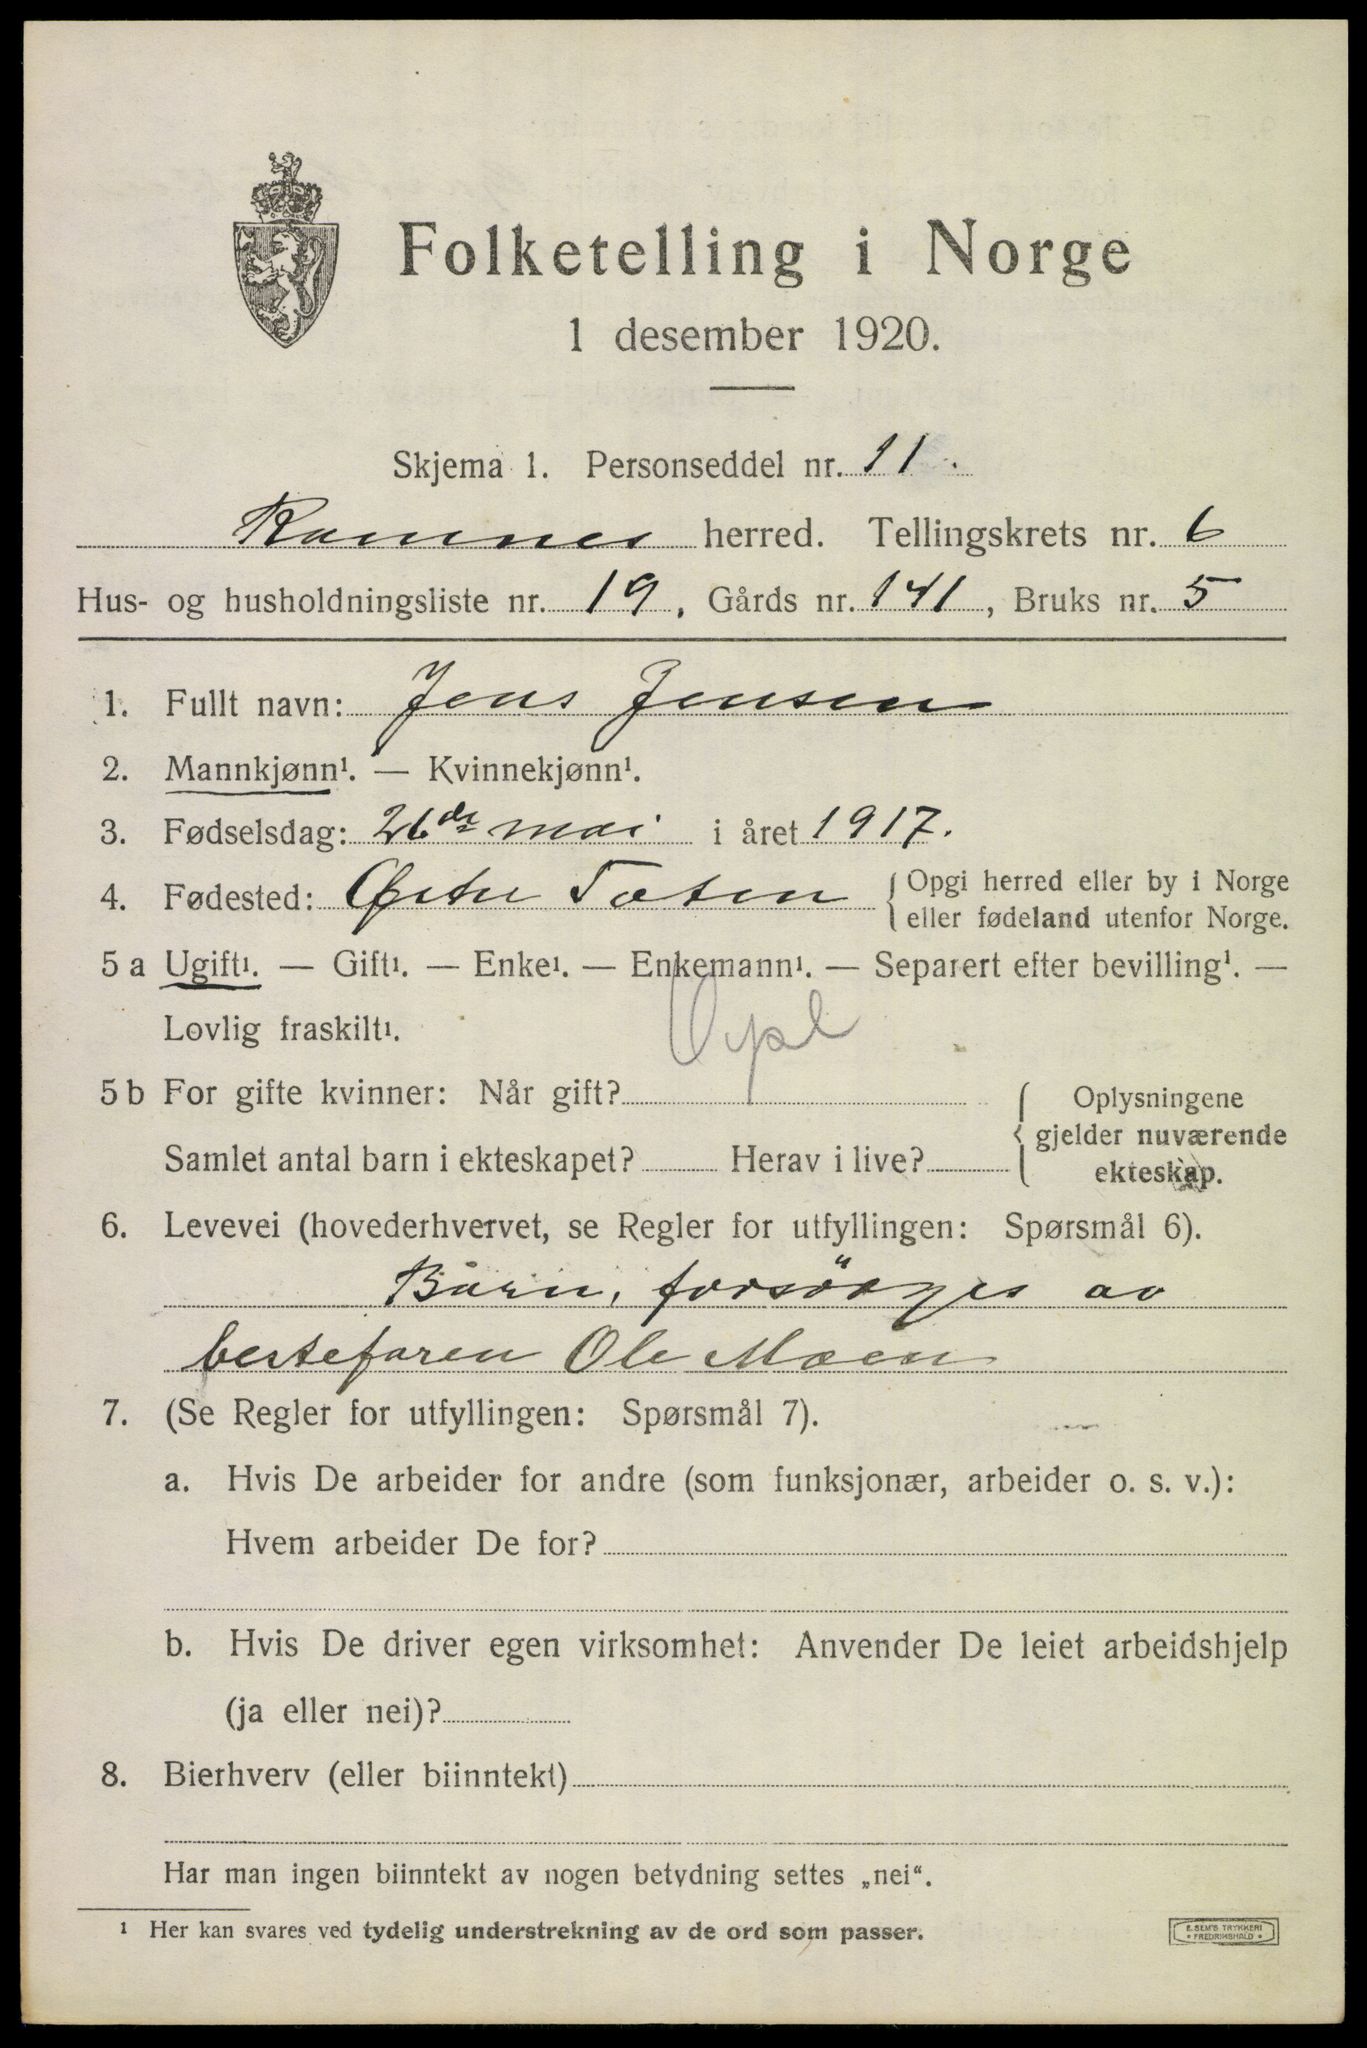 Folketelling i Norge
1 desember 1920.
Skjema 1. Personseddel nr. 11.
Ramnes herred. Tellingskrets nr. 6
Hus- og husholdningsliste nr. 19, Gårds nr. 141, Bruks nr. 5
1. Fullt navn: Jens Jensen
2. Mannkjønn¹. — Kvinnekjønn¹.
3. Fødselsdag: 26de mai i året 1917.
4. Fødested: Østre Toten { Opgi herred eller by i Norge
eller fødeland utenfor Norge.
5 a Ugift¹. — Gift¹. — Enke¹. — Enkemann¹. — Separert efter bevilling¹. —
Lovlig fraskilt¹.
Opl
5 b For gifte kvinner: Når gift?
Samlet antal barn i ekteskapet? Herav i live?
{ Oplysningene
gjelder nuværende
ekteskap.
6. Levevei (hovederhvervet, se Regler for utfyllingen: Spørsmål 6).
Barn, forsörges av
bestefaren Ole Moen
7. (Se Regler for utfyllingen: Spørsmål 7).
a. Hvis De arbeider for andre (som funksjonær, arbeider o. s. v.):
Hvem arbeider De for?
b. Hvis De driver egen virksomhet: Anvender De leiet arbeidshjelp
(ja eller nei)?
8. Bierhverv (eller biinntekt)
Har man ingen biinntekt av nogen betydning settes „nei“.
¹ Her kan svares ved tydelig understrekning av de ord som passer.
E. SEM'S TRYKKERI
• FREDRIKSHALD •